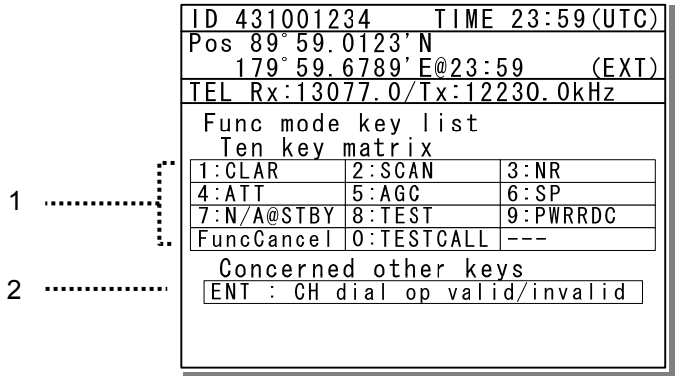 ID 431001234 TIME 23:59(UTC)
Pos 89°59.0123'N
179°59.6789'E@23:59 (EXT)
TEL Rx:13077.0/Tx:12230.0kHz
Func mode key list
Ten key matrix
1:CLAR 2:SCAN 3:NR
4:ATT 5:AGC 6:SP
1
7:N/A@STBY 8:TEST 9:PWRRDC
FuncCancel 0:TESTCALL ---
Concerned other keys
2 ENT : CH dial op valid/invalid